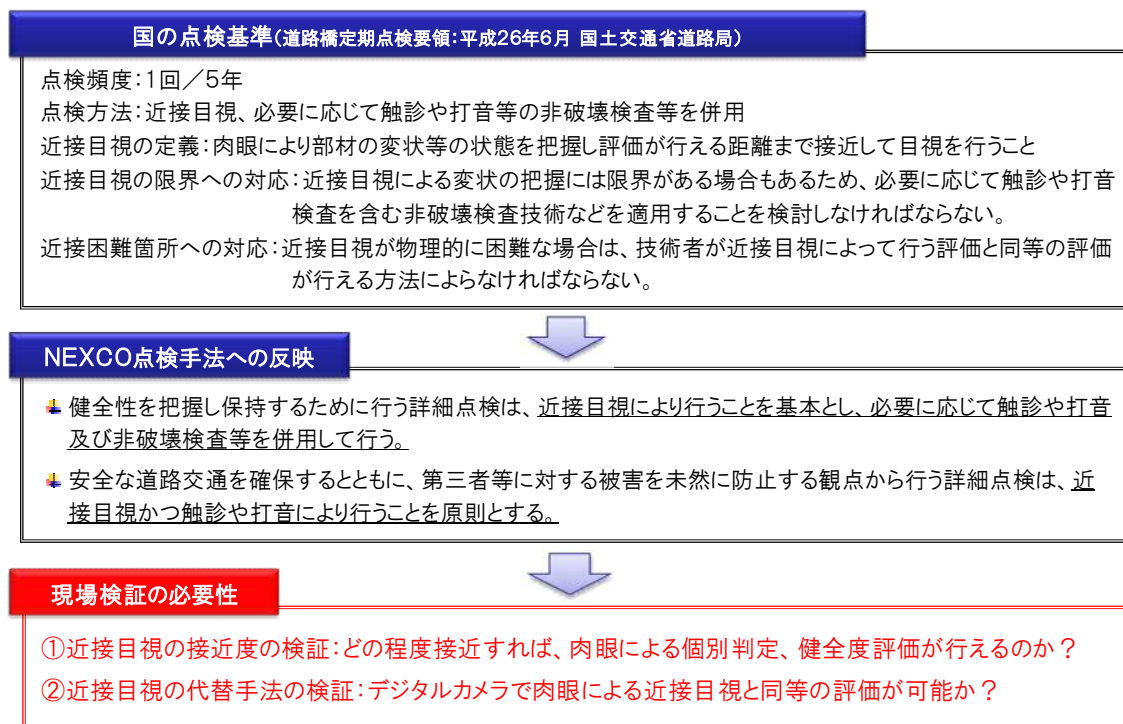 国の点検基準(道路橋定期点検要領:平成26年6月 国土交通省道路局)
点検頻度:1回/5年
点検方法:近接目視、必要に応じて触診や打音等の非破壊検査等を併用
近接目視の定義:肉眼により部材の変状等の状態を把握し評価が行える距離まで接近して目視を行うこと
近接目視の限界への対応:近接目視による変状の把握には限界がある場合もあるため、必要に応じて触診や打音
検査を含む非破壊検査技術などを適用することを検討しなければならない。
近接困難箇所への対応:近接目視が物理的に困難な場合は、技術者が近接目視によって行う評価と同等の評価
が行える方法によらなければならない。
NEXCO点検手法への反映
健全性を把握し保持するために行う詳細点検は、近接目視により行うことを基本とし、必要に応じて触診や打音
及び非破壊検査等を併用して行う。
安全な道路交通を確保するとともに、第三者等に対する被害を未然に防止する観点から行う詳細点検は、近
接目視かつ触診や打音により行うことを原則とする。
現場検証の必要性
①近接目視の接近度の検証:どの程度接近すれば、肉眼による個別判定、健全度評価が行えるのか?
②近接目視の代替手法の検証:デジタルカメラで肉眼による近接目視と同等の評価が可能か?